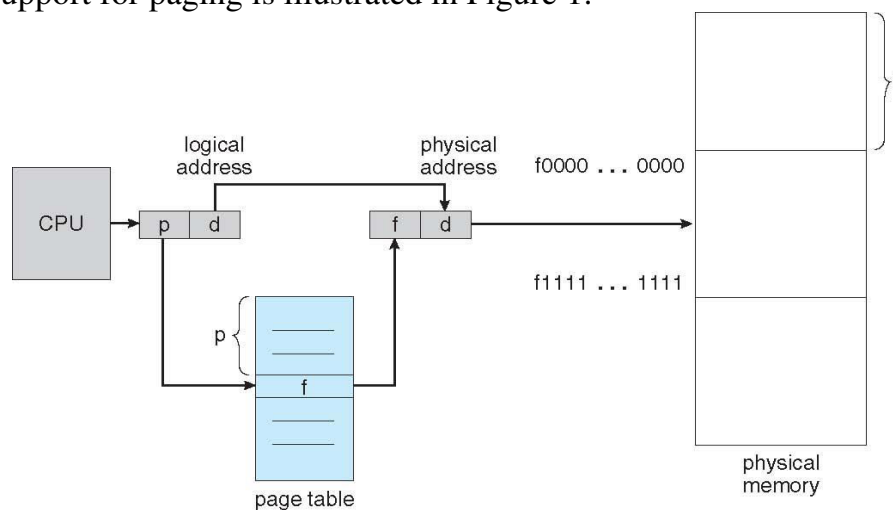 upport for paging is illustrated in Figure 1.
logical
address
physical
address
f0000 ... 0000
CPU
p d
f d
f1111 ... 1111
p
f
page table
physical
memory